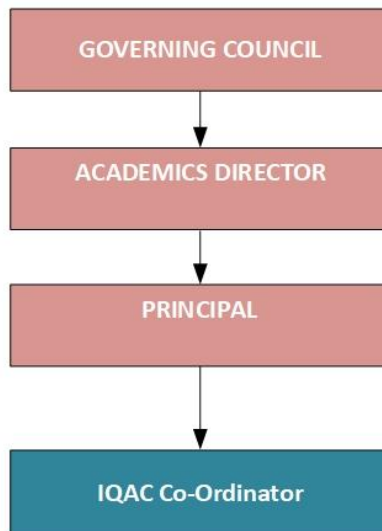 GOVERNING COUNCIL
ACADEMICS DIRECTOR
PRINCIPAL
IQAC Co-Ordinator